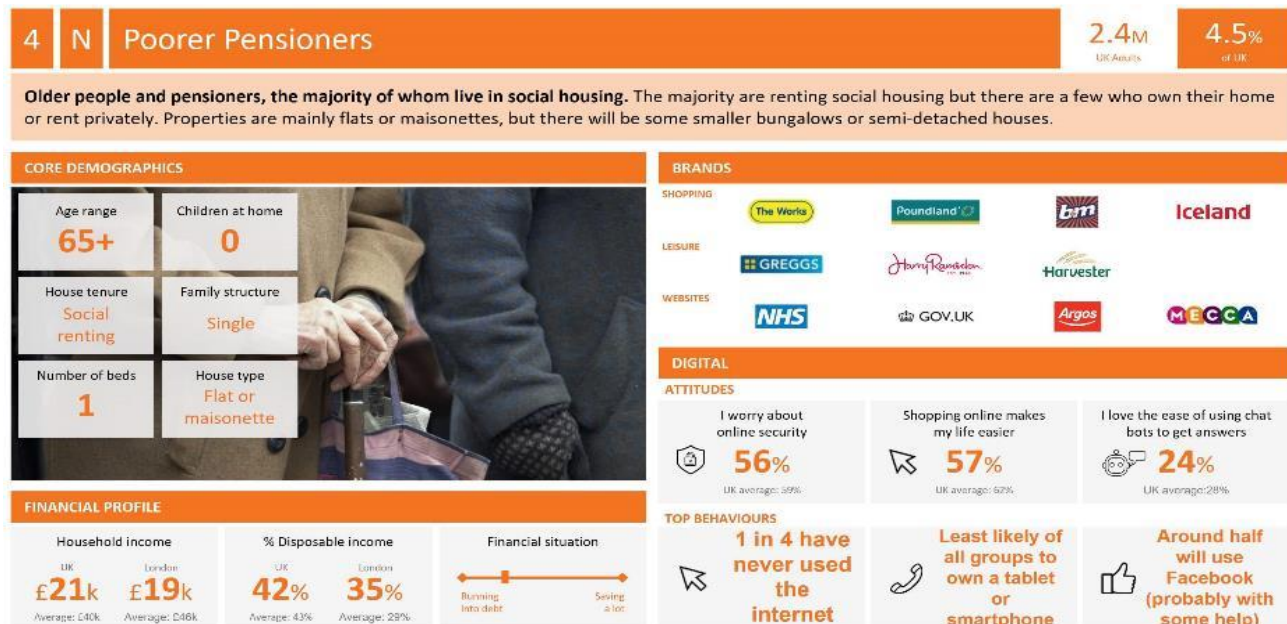 4 N Poorer Pensioners
2.4M
UK Adults
4.5%
of UK
Older people and pensioners, the majority of whom live in social housing. The majority are renting social housing but there are a few who own their home
or rent privately. Properties are mainly flats or maisonettes, but there will be some smaller bungalows or semi-detached houses.
CORE DEMOGRAPHICS
Age range
65+
Children at home
0
House tenure
Social
renting
Family structure
Single
Number of beds
1
House type
Flat or
maisonette
FINANCIAL PROFILE
Household income
UK
£21k
Average: £40k
London
£19k
Average: £46k
% Disposable income
UK
42%
Average: 43%
London
35%
Average: 29%
Financial situation
Running
into debt
Saving
a lot
BRANDS
SHOPPING
The Works
Poundland
bm
Iceland
LEISURE
GREGGS
Harry Ramsden
Harvester
WEBSITES
NHS
GOV.UK
Argos
MECCA
DIGITAL
ATTITUDES
I worry about
online security
56%
UK average: 59%
Shopping online makes
my life easier
57%
UK average: 62%
I love the ease of using chat
bots to get answers
24%
UK average:28%
TOP BEHAVIOURS
1 in 4 have
never used
the
internet
Least likely of
all groups to
own a tablet
or
smartphone
Around half
will use
Facebook
(probably with
some help)